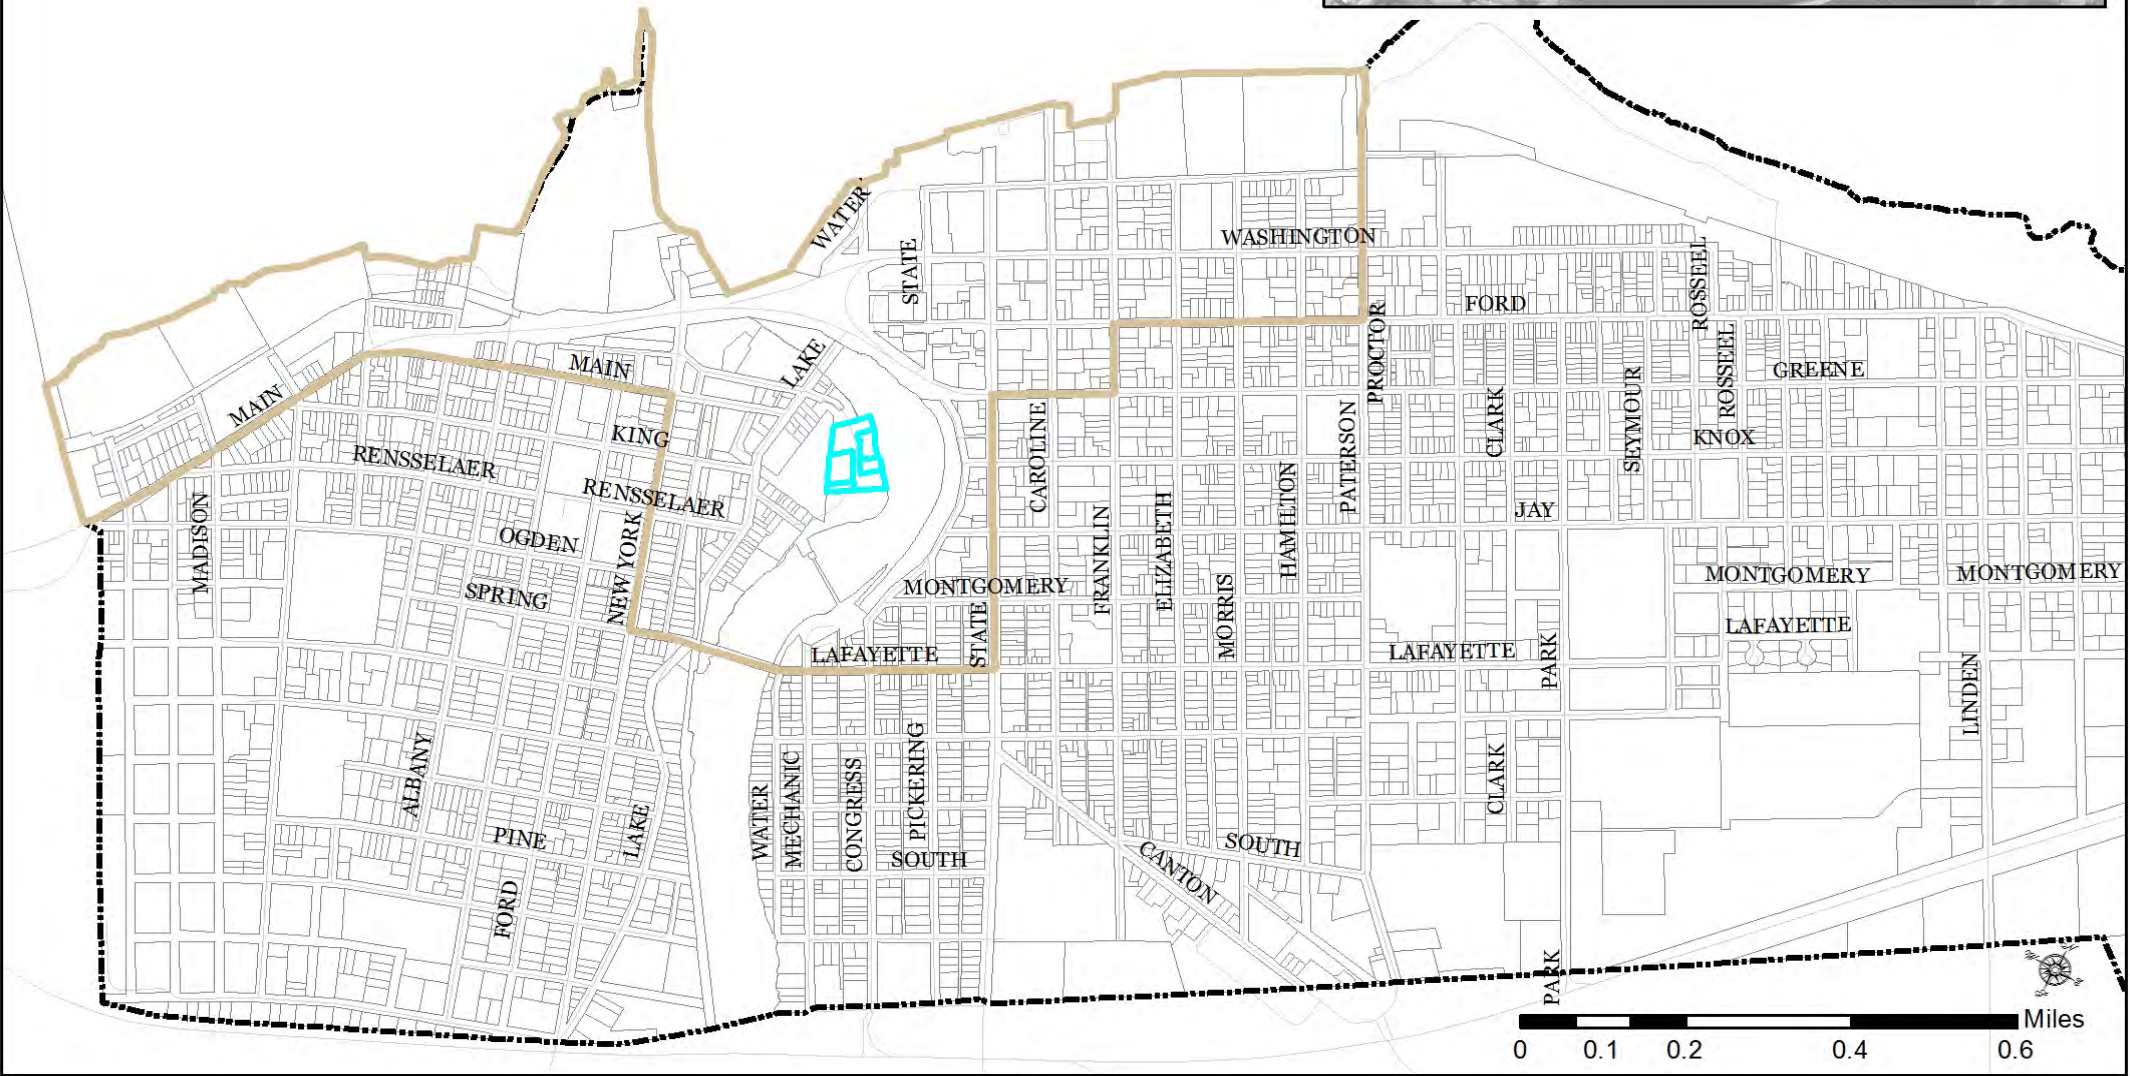 WATER
STATE
WASHINGTON
ROSSEEL
FORD
PROCTOR
LAKE
MAIN
MAIN
ROSSEEL
GREENE
SEYMOUR
CLARK
KING
CAROLINE
PATERSON
KNOX
RENSSELAER
RENSSELAER
HAMILTON
JAY
MADISON
OGDEN
NEW YORK
FRANKLIN
ELIZABETH
MONTGOMERY
MONTGOMERY
MONTGOMERY
SPRING
MORRIS
STATE
LAFAYETTE
LAFAYETTE
LAFAYETTE
PARK
LINDEN
ALBANY
PICKERING
CLARK
WATER
MECHANIC
CONGRESS
LAKE
PINE
SOUTH
SOUTH
CANTON
FORD
PARK
Miles
0 0.1 0.2 0.4 0.6